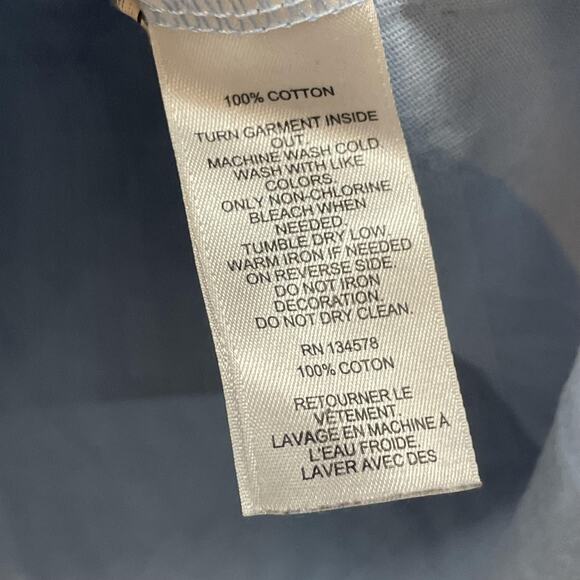 100% COTTON
TURN GARMENT INSIDE
OUT.
MACHINE WASH COLD.
WASH WITH LIKE
COLORS.
ONLY NON-CHLORINE
BLEACH WHEN
NEEDED.
TUMBLE DRY LOW.
WARM IRON IF NEEDED
ON REVERSE SIDE.
DO NOT IRON
DECORATION.
DO NOT DRY CLEAN.
RN 134578
100% COTON
RETOURNER LE
VÊTEMENT.
LAVAGE EN MACHINE À
L'EAU FROIDE.
LAVER AVEC DES